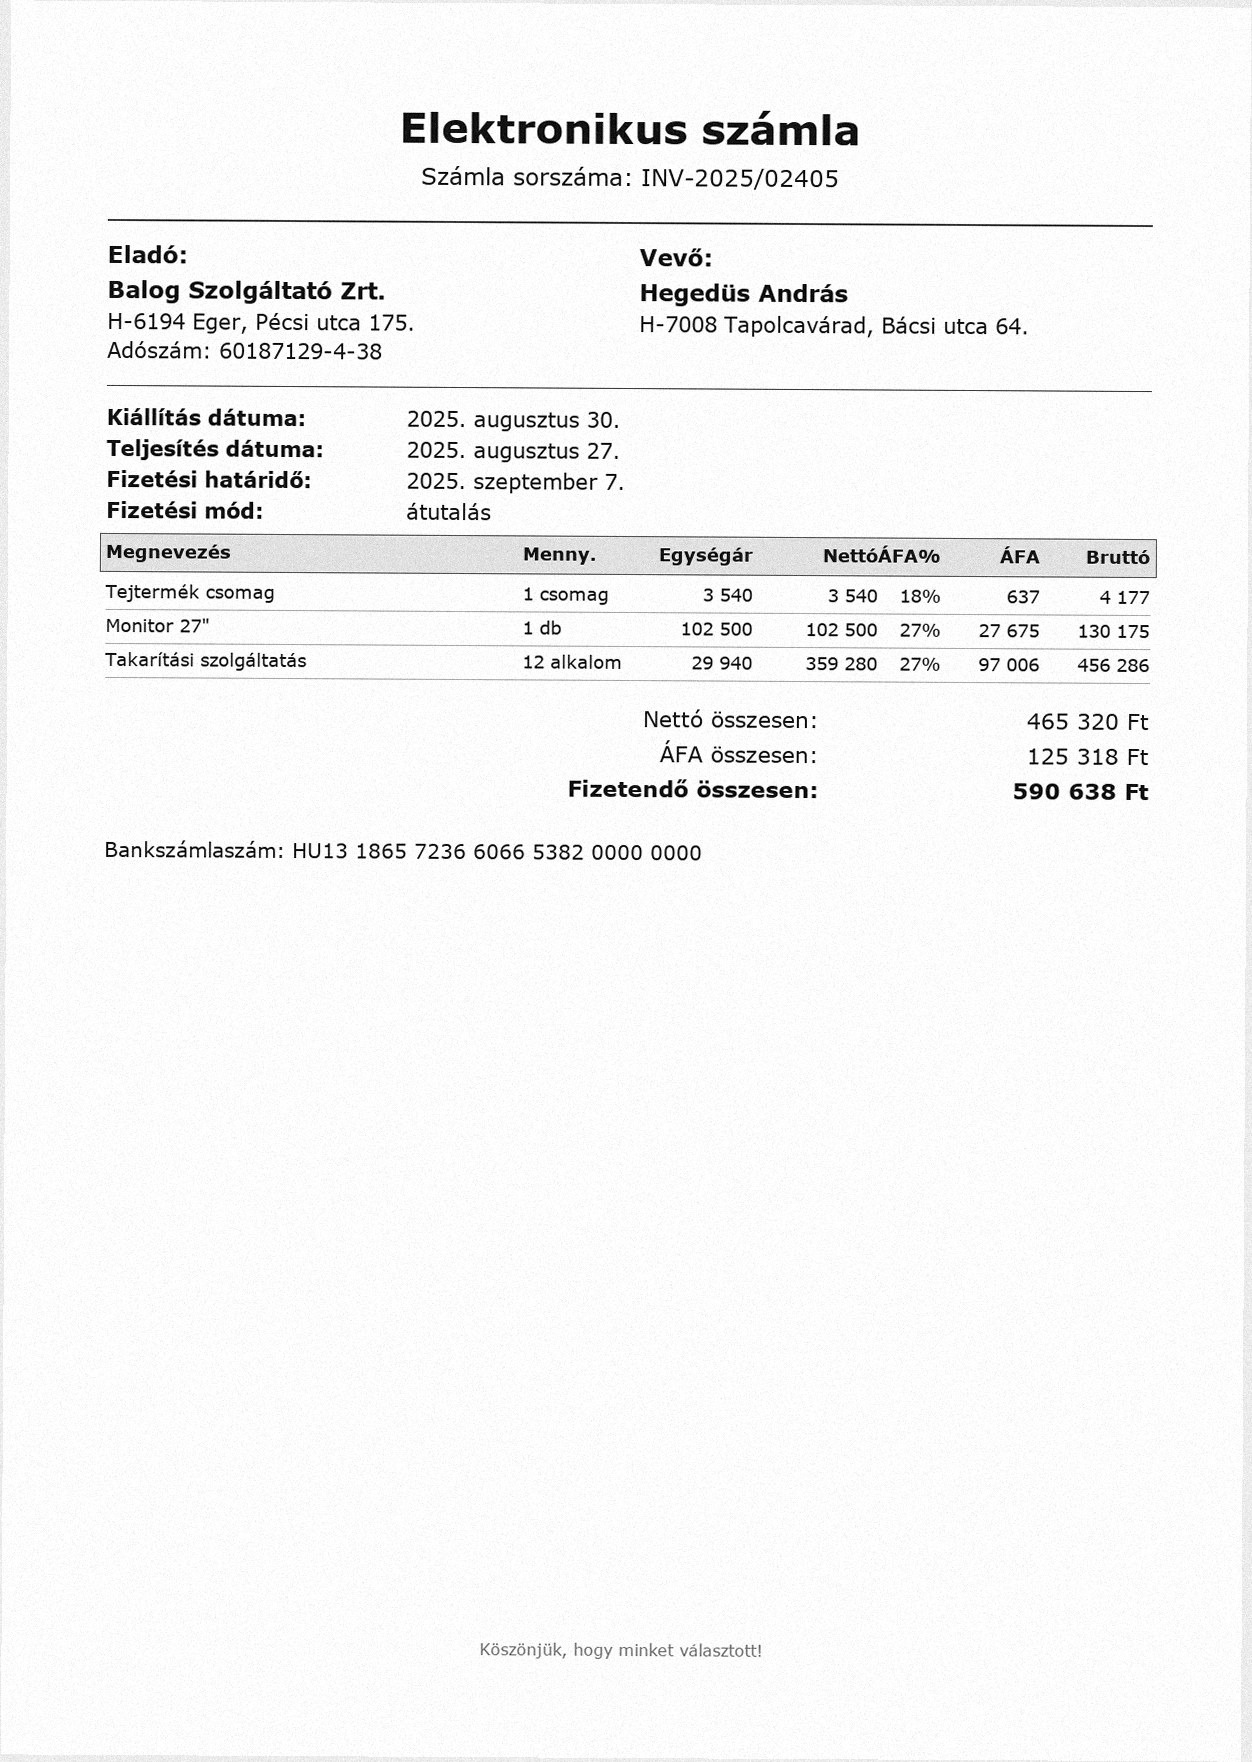 Elektronikus számla
Számla sorszáma: INV-2025/02405
Eladó:
Balog Szolgáltató Zrt.
H-6194 Eger, Pécsi utca 175.
Adószám: 60187129-4-38
Vevő:
Hegedüs András
H-7008 Tapolcavárad, Bácsi utca 64.
Kiállítás dátuma: 2025. augusztus 30.
Teljesítés dátuma: 2025. augusztus 27.
Fizetési határidő: 2025. szeptember 7.
Fizetési mód: átutalás
Megnevezés Menny. Egységár Nettó ÁFA% ÁFA Bruttó
Tejtermék csomag 1 csomag 3 540 3 540 18% 637 4 177
Monitor 27" 1 db 102 500 102 500 27% 27 675 130 175
Takarítási szolgáltatás 12 alkalom 29 940 359 280 27% 97 006 456 286
Nettó összesen: 465 320 Ft
ÁFA összesen: 125 318 Ft
Fizetendő összesen: 590 638 Ft
Bankszámlaszám: HU13 1865 7236 6066 5382 0000 0000
Köszönjük, hogy minket választott!